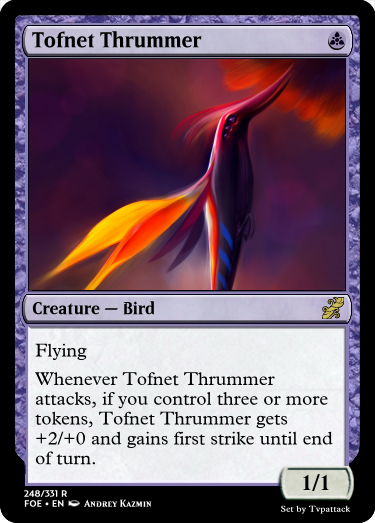 Tofnet Thrummer
Creature — Bird
Flying
Whenever Tofnet Thrummer
attacks, if you control three or more
tokens, Tofnet Thrummer gets
+2/+0 and gains first strike until end
of turn.
1/1
248/331 R
FOE • EN Andrey Kazmin
Set by Tvpattack